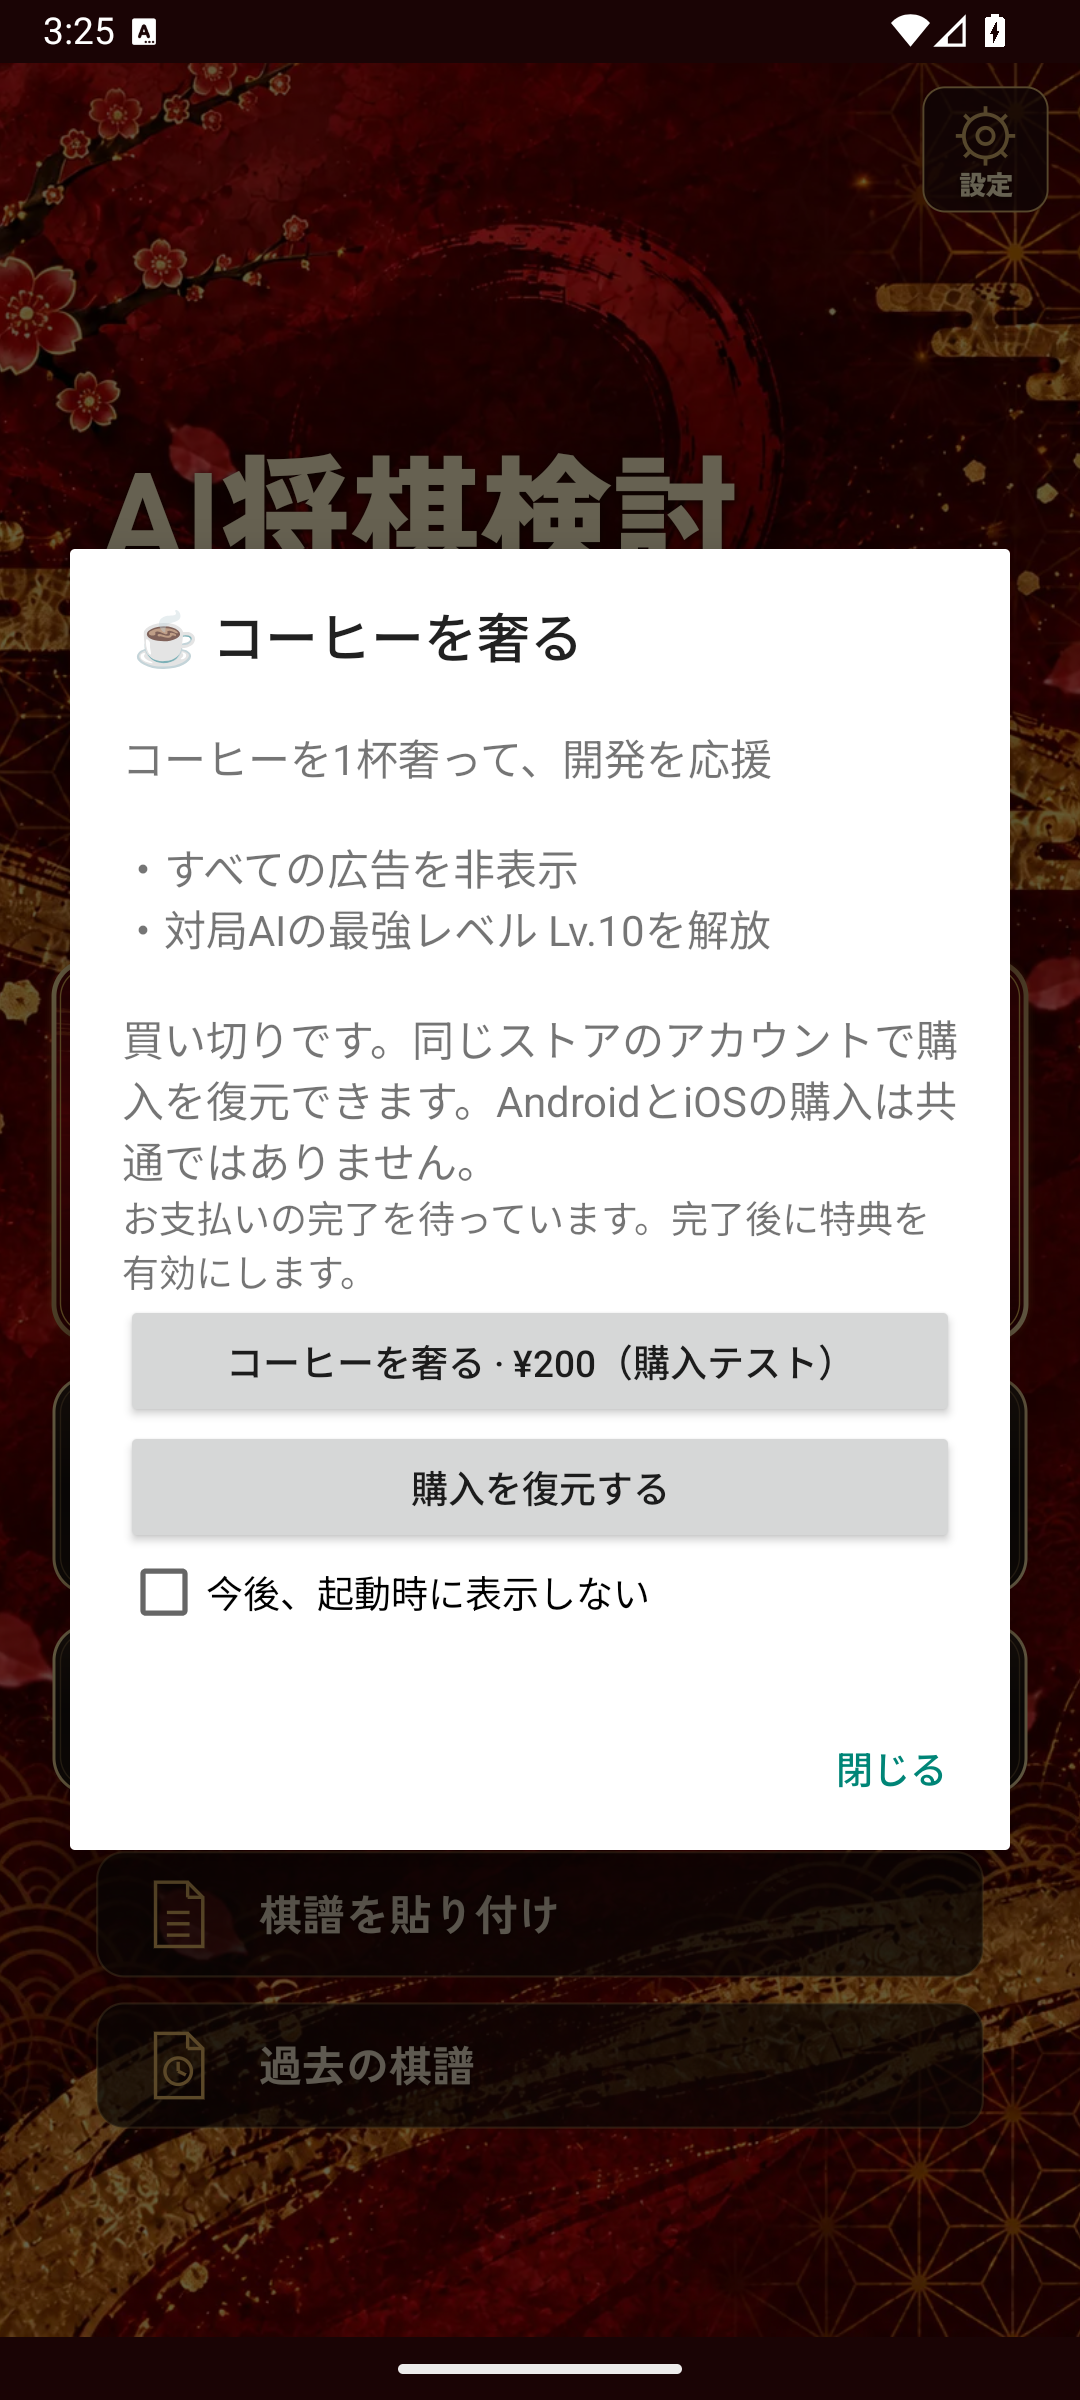 3:25
設定
AI将棋検討
☕ コーヒーを奢る
コーヒーを1杯奢って、開発を応援
・すべての広告を非表示
・対局AIの最強レベル Lv.10を解放
買い切りです。同じストアのアカウントで購
入を復元できます。AndroidとiOSの購入は共
通ではありません。
お支払いの完了を待っています。完了後に特典を
有効にします。
コーヒーを奢る · ¥200（購入テスト）
購入を復元する
今後、起動時に表示しない
閉じる
棋譜を貼り付け
過去の棋譜